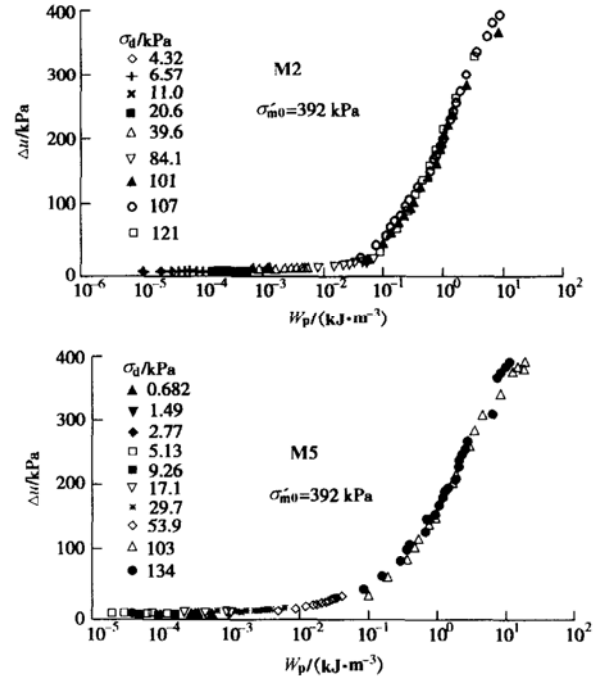 σd/kPa
4.32
6.57
11.0
20.6
39.6
84.1
101
107
121
M2
σ′m0=392 kPa
Δu/kPa
400
300
200
100
0
10⁻⁶ 10⁻⁵ 10⁻⁴ 10⁻³ 10⁻² 10⁻¹ 10⁰ 10¹ 10²
Wp/(kJ·m⁻³)
σd/kPa
0.682
1.49
2.77
5.13
9.26
17.1
29.7
53.9
103
134
M5
σ′m0=392 kPa
Δu/kPa
400
300
200
100
0
10⁻⁵ 10⁻⁴ 10⁻³ 10⁻² 10⁻¹ 10⁰ 10¹ 10²
Wp/(kJ·m⁻³)